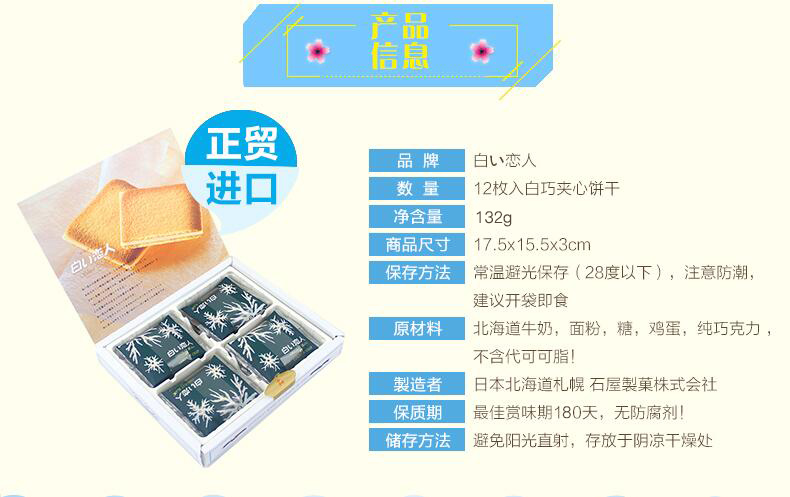 产品
信息
正贸
进口
白い恋人
白い恋人
品 牌 白い恋人
数 量 12枚入白巧夹心饼干
净含量 132g
商品尺寸 17.5x15.5x3cm
保存方法 常温避光保存（28度以下），注意防潮，
建议开袋即食
原材料 北海道牛奶，面粉，糖，鸡蛋，纯巧克力，
不含代可可脂！
製造者 日本北海道札幌 石屋製菓株式会社
保质期 最佳赏味期180天，无防腐剂！
储存方法 避免阳光直射，存放于阴凉干燥处